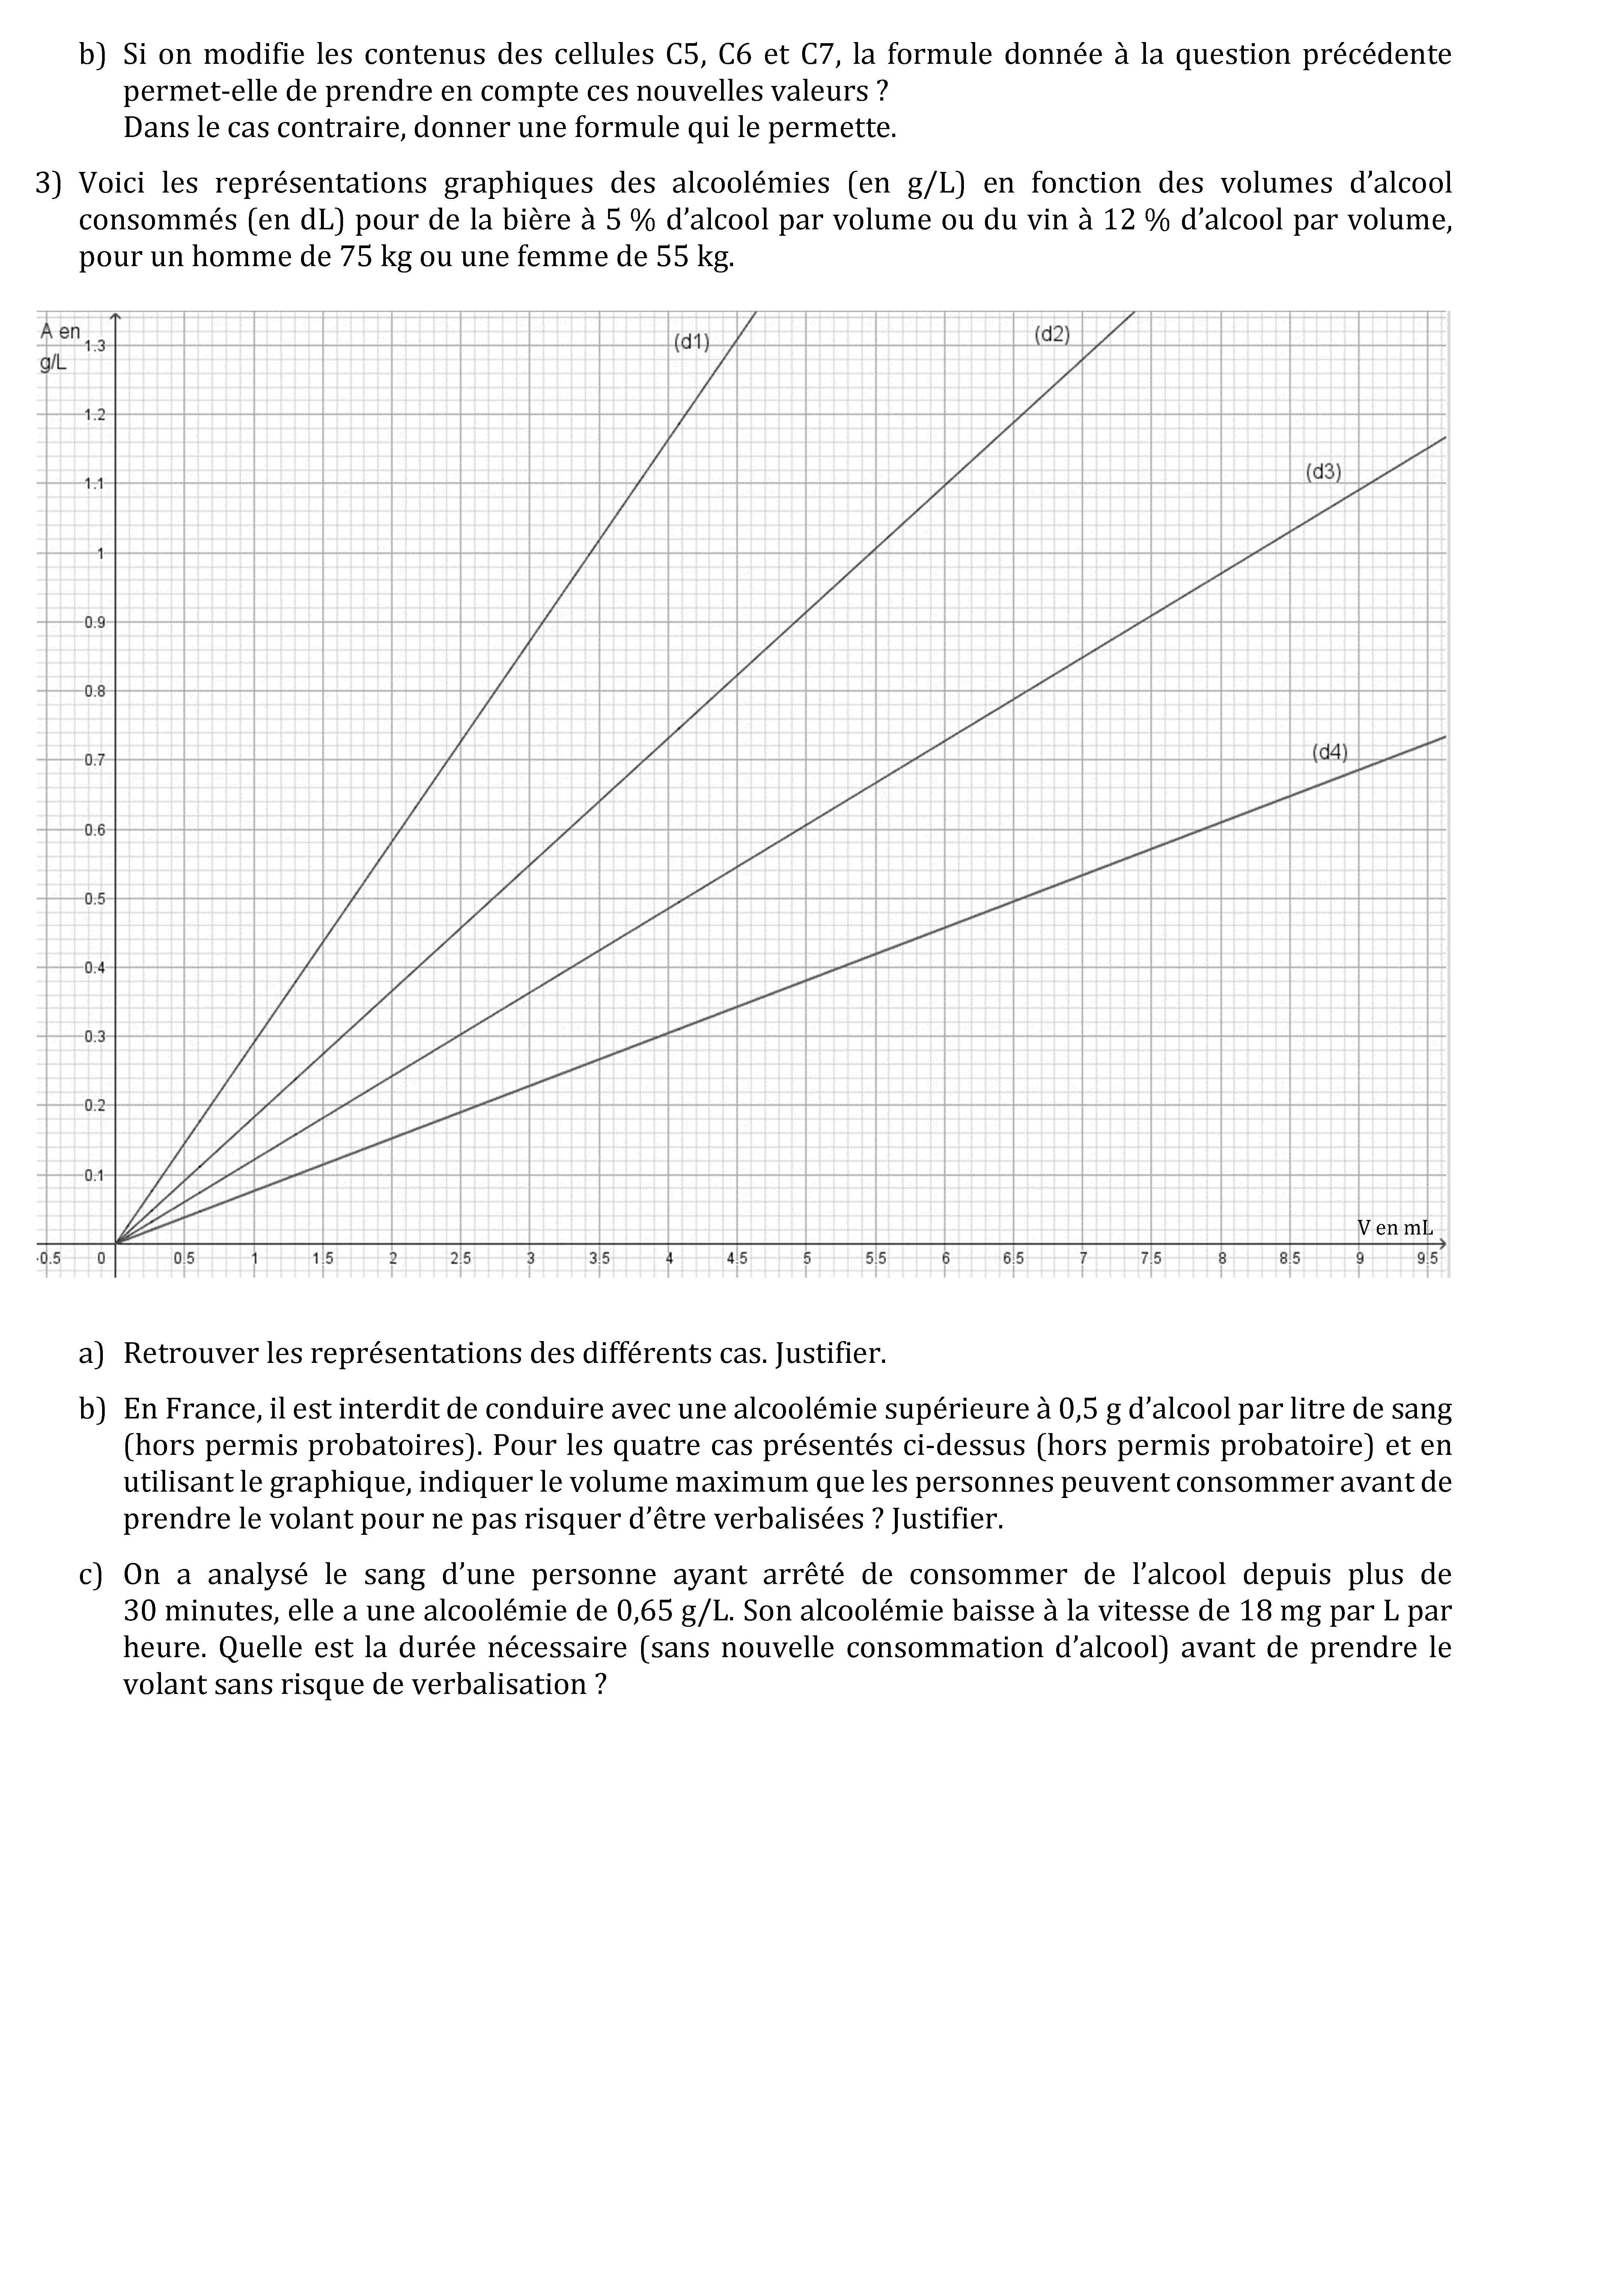 b) Si on modifie les contenus des cellules C5, C6 et C7, la formule donnée à la question précédente
permet-elle de prendre en compte ces nouvelles valeurs ?
Dans le cas contraire, donner une formule qui le permette.
3) Voici les représentations graphiques des alcoolémies (en g/L) en fonction des volumes d’alcool
consommés (en dL) pour de la bière à 5 % d’alcool par volume ou du vin à 12 % d’alcool par volume,
pour un homme de 75 kg ou une femme de 55 kg.
A en
g/L
(d1)
(d2)
(d3)
(d4)
1.3
1.2
1.1
1
0.9
0.8
0.7
0.6
0.5
0.4
0.3
0.2
0.1
V en mL
-0.5 0 0.5 1 1.5 2 2.5 3 3.5 4 4.5 5 5.5 6 6.5 7 7.5 8 8.5 9 9.5
a) Retrouver les représentations des différents cas. Justifier.
b) En France, il est interdit de conduire avec une alcoolémie supérieure à 0,5 g d’alcool par litre de sang
(hors permis probatoires). Pour les quatre cas présentés ci-dessus (hors permis probatoire) et en
utilisant le graphique, indiquer le volume maximum que les personnes peuvent consommer avant de
prendre le volant pour ne pas risquer d’être verbalisées ? Justifier.
c) On a analysé le sang d’une personne ayant arrêté de consommer de l’alcool depuis plus de
30 minutes, elle a une alcoolémie de 0,65 g/L. Son alcoolémie baisse à la vitesse de 18 mg par L par
heure. Quelle est la durée nécessaire (sans nouvelle consommation d’alcool) avant de prendre le
volant sans risque de verbalisation ?